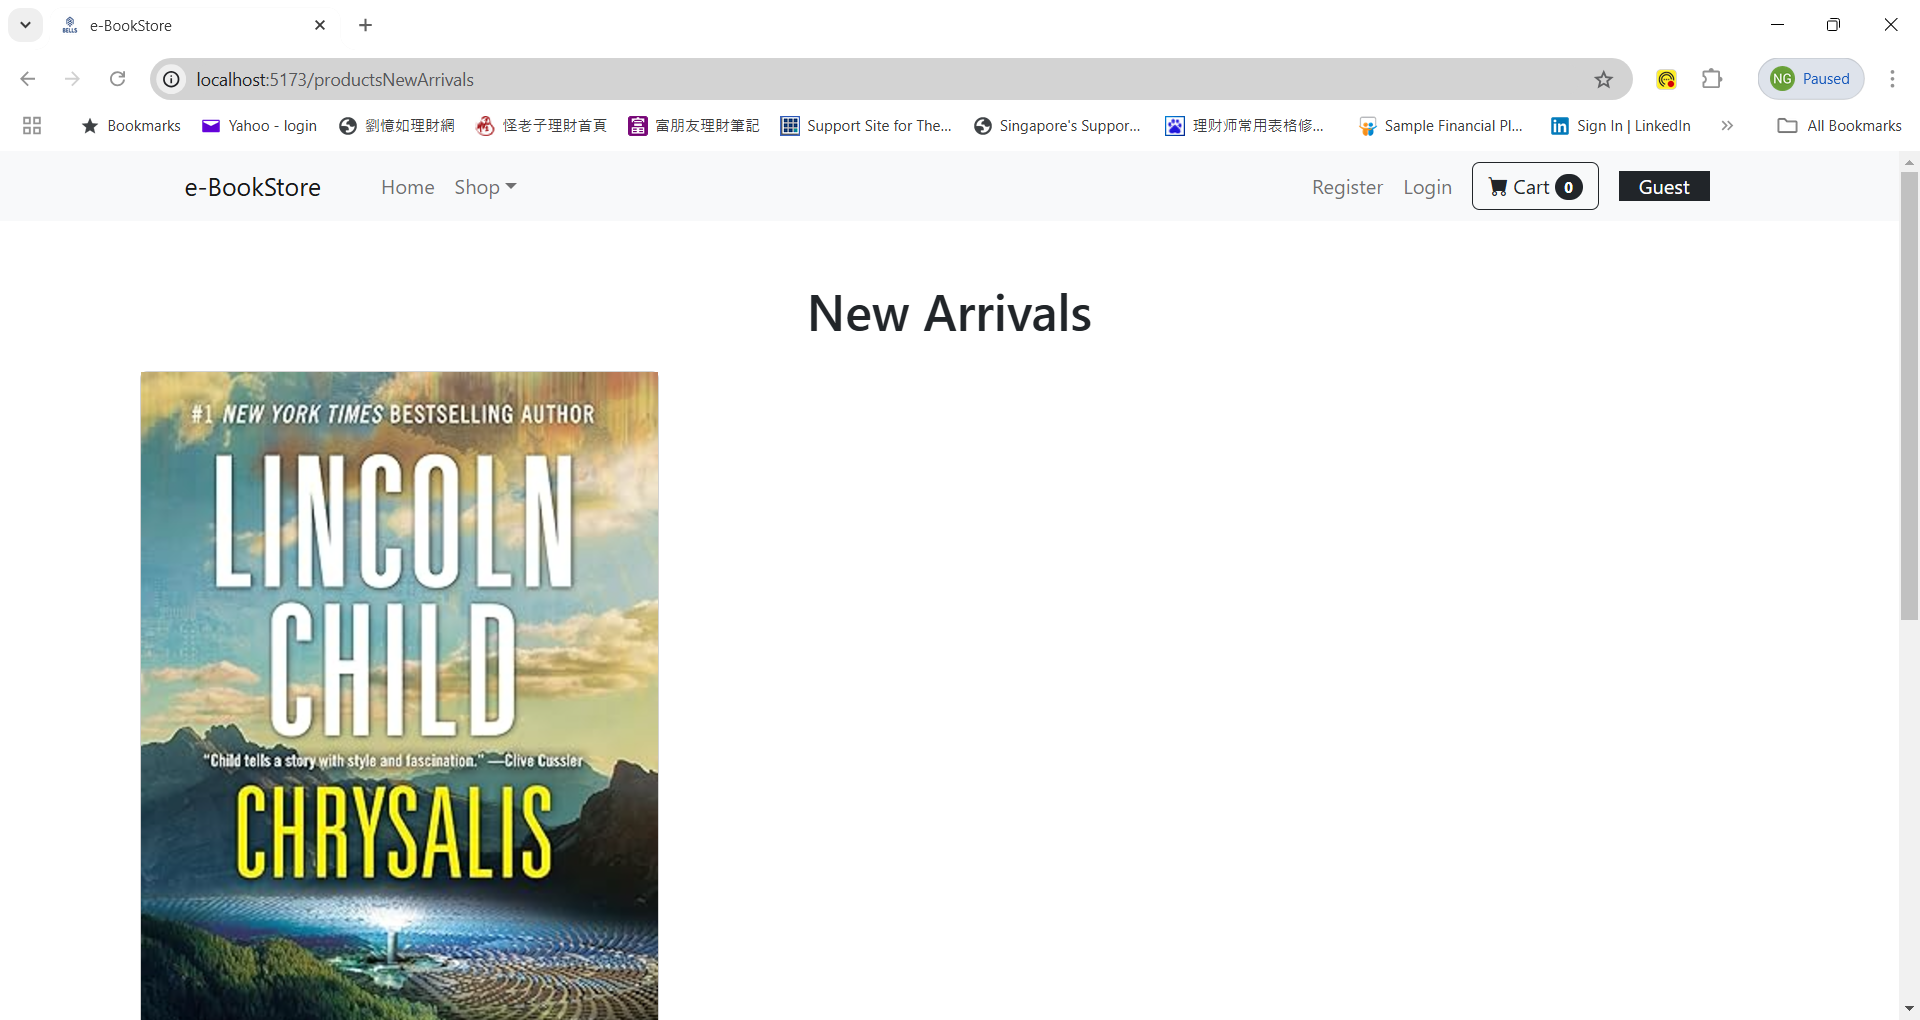 e-BookStore
localhost:5173/productsNewArrivals
NG Paused
Bookmarks Yahoo - login 劉憶如理財網 怪老子理財首頁 富朋友理財筆記 Support Site for The... Singapore's Suppor... 理财师常用表格修... Sample Financial Pl... Sign In | LinkedIn All Bookmarks
e-BookStore Home Shop Register Login Cart 0 Guest
New Arrivals
#1 NEW YORK TIMES BESTSELLING AUTHOR
LINCOLN
CHILD
"Child tells a story with style and fascination." —Clive Cussler
CHRYSALIS